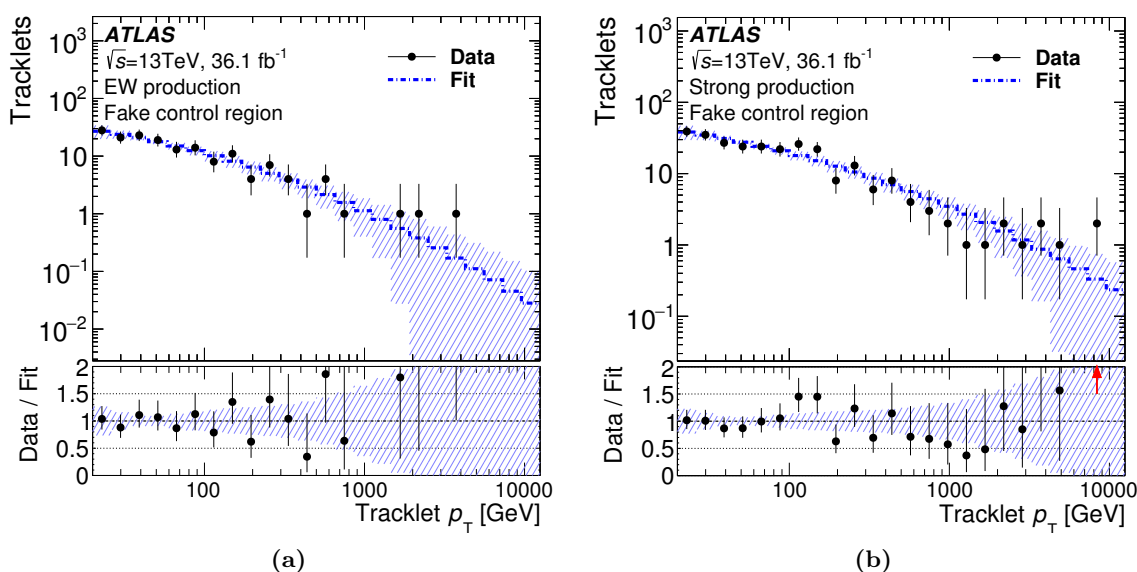 Tracklets
10³
10²
10
1
10⁻¹
10⁻²
ATLAS
√s=13TeV, 36.1 fb⁻¹
EW production
Fake control region
Data
Fit
Data / Fit
2
1.5
1
0.5
0
100
1000
10000
Tracklet p_T [GeV]
(a)
Tracklets
10³
10²
10
1
10⁻¹
ATLAS
√s=13TeV, 36.1 fb⁻¹
Strong production
Fake control region
Data
Fit
Data / Fit
2
1.5
1
0.5
0
100
1000
10000
Tracklet p_T [GeV]
(b)